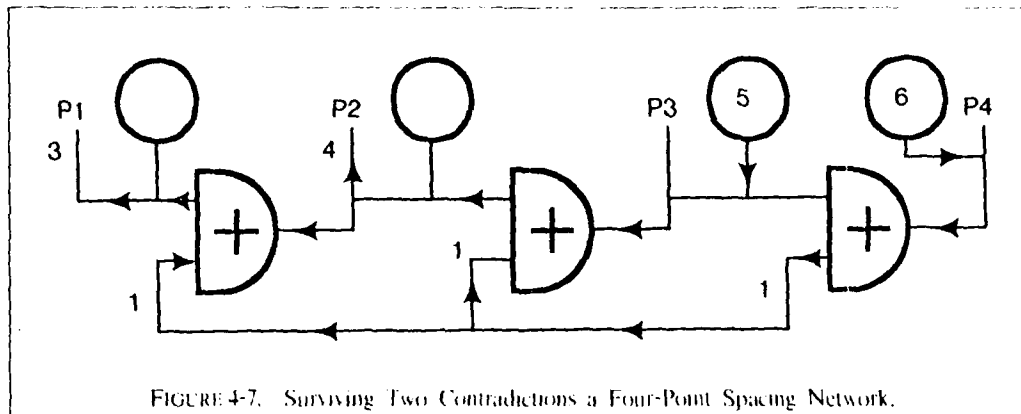 P1
3
P2
4
P3
5
6
P4
+
+
+
1
1
1
FIGURE 4-7. Surviving Two Contradictions a Four-Point Spacing Network.